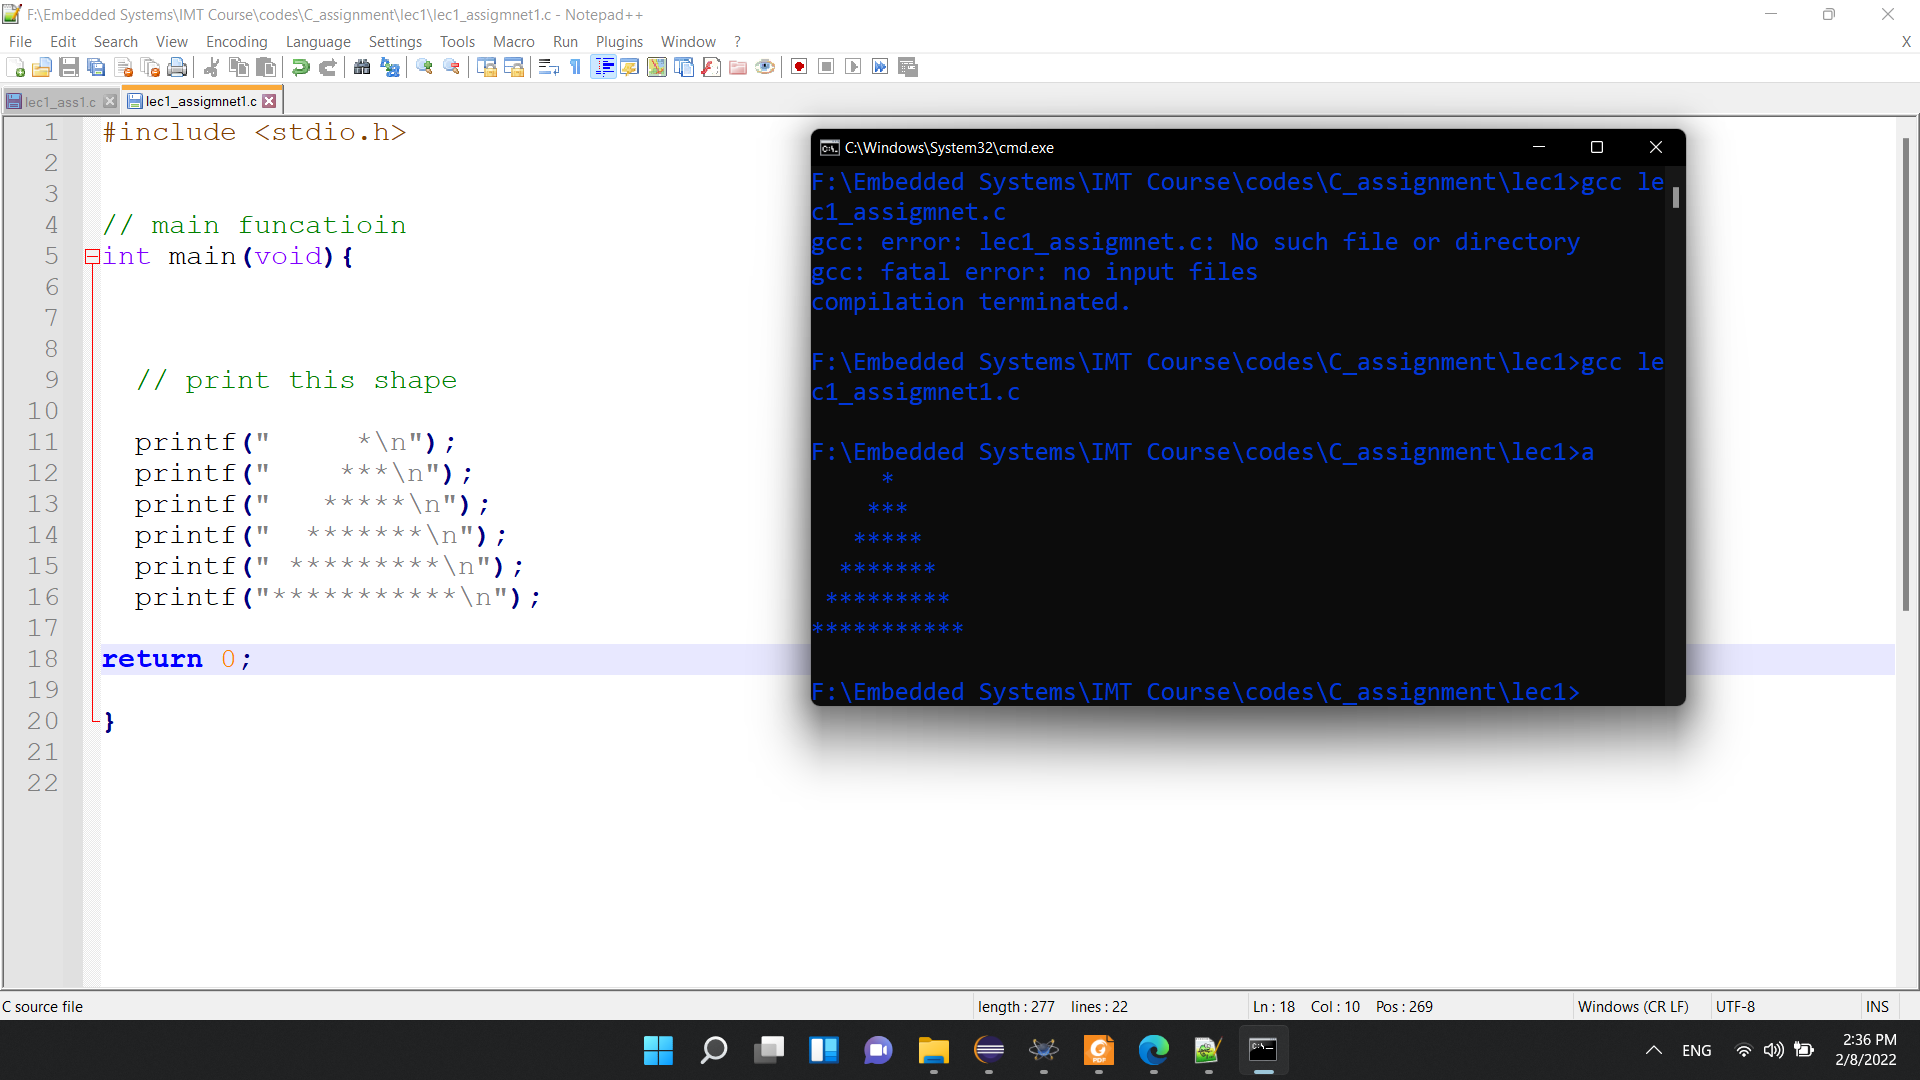 F:\Embedded Systems\IMT Course\codes\C_assignment\lec1\lec1_assigmnet1.c - Notepad++
File Edit Search View Encoding Language Settings Tools Macro Run Plugins Window ? X
lec1_ass1.c lec1_assigmnet1.c
1 #include <stdio.h>
2
3
4 // main funcatioin
5 int main(void){
6
7
8
9 // print this shape
10
11 printf("     *\n");
12 printf("    ***\n");
13 printf("   *****\n");
14 printf("  *******\n");
15 printf(" *********\n");
16 printf("***********\n");
17
18 return 0;
19
20 }
21
22
C:\Windows\System32\cmd.exe
F:\Embedded Systems\IMT Course\codes\C_assignment\lec1>gcc le
c1_assigmnet.c
gcc: error: lec1_assigmnet.c: No such file or directory
gcc: fatal error: no input files
compilation terminated.
F:\Embedded Systems\IMT Course\codes\C_assignment\lec1>gcc le
c1_assigmnet1.c
F:\Embedded Systems\IMT Course\codes\C_assignment\lec1>a
     *
    ***
   *****
  *******
 *********
***********
F:\Embedded Systems\IMT Course\codes\C_assignment\lec1>
C source file length : 277 lines : 22 Ln : 18 Col : 10 Pos : 269 Windows (CR LF) UTF-8 INS
ENG
2:36 PM
2/8/2022